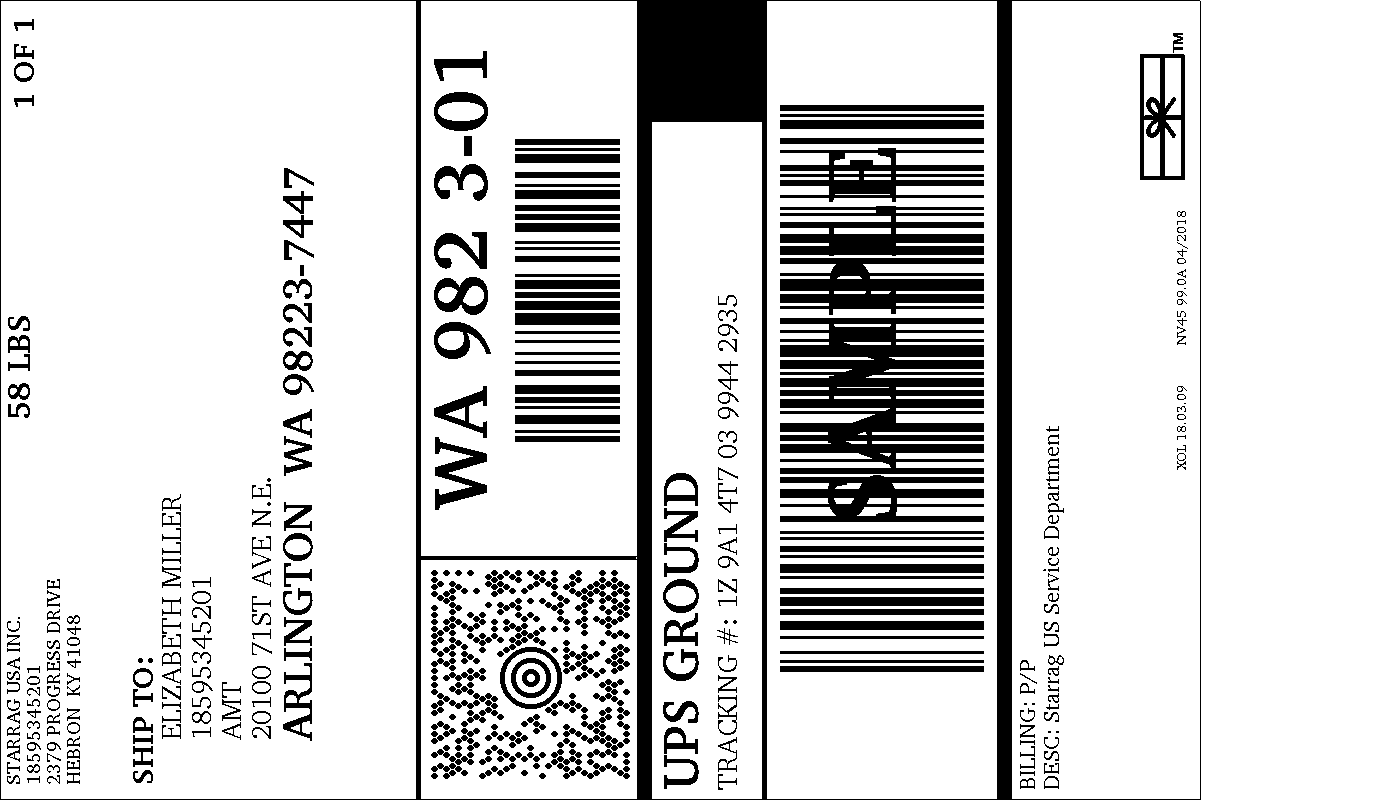 STARRAG USA INC.
18595345201
2379 PROGRESS DRIVE
HEBRON KY 41048
58 LBS
1 OF 1
SHIP TO:
ELIZABETH MILLER
18595345201
AMT
20100 71ST AVE N.E.
ARLINGTON WA 98223-7447
WA 982 3-01
UPS GROUND
TRACKING #: 1Z 9A1 4T7 03 9944 2935
SAMPLE
BILLING: P/P
DESC: Starrag US Service Department
XOL 18.03.09
NV45 99.0A 04/2018
TM